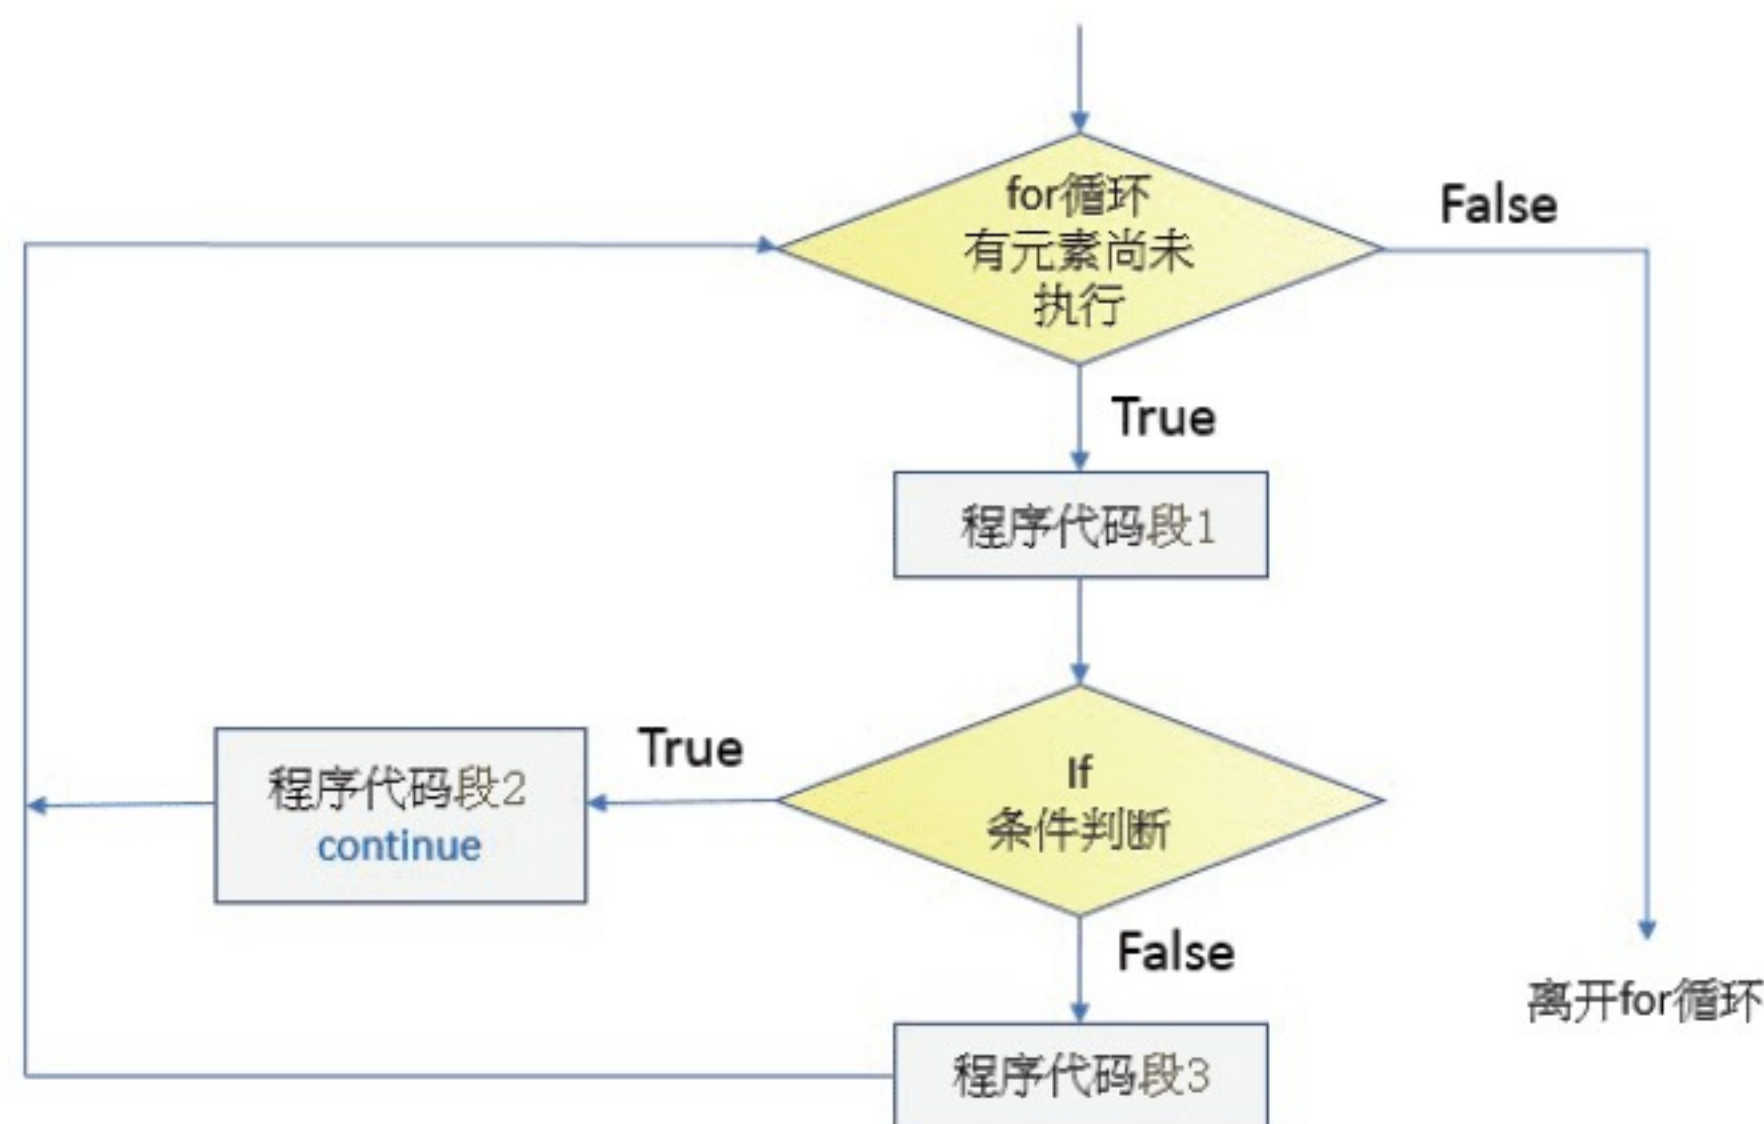 for循环
有元素尚未
执行
False
True
程序代码段1
True
程序代码段2
continue
If
条件判断
False
离开for循环
程序代码段3